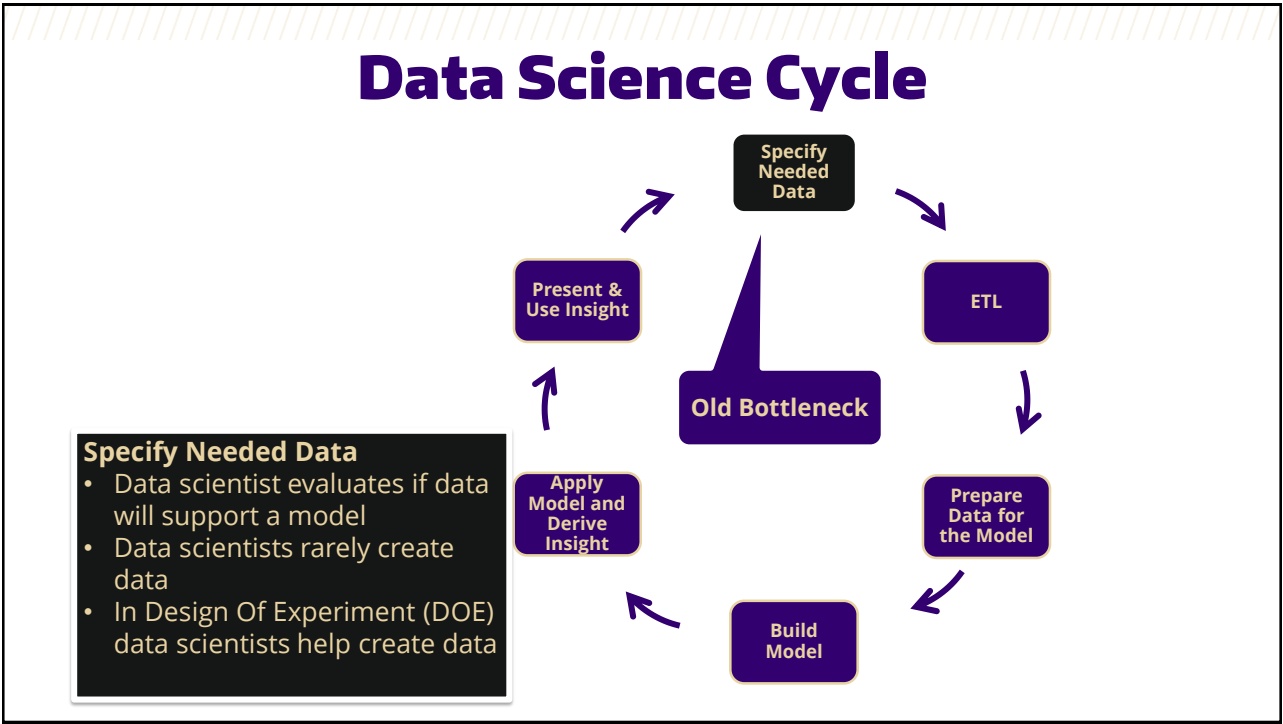 Data Science Cycle
Specify
Needed
Data
ETL
Prepare
Data for
the Model
Build
Model
Apply
Model and
Derive
Insight
Present &
Use Insight
Old Bottleneck
Specify Needed Data
• Data scientist evaluates if data
will support a model
• Data scientists rarely create
data
• In Design Of Experiment (DOE)
data scientists help create data